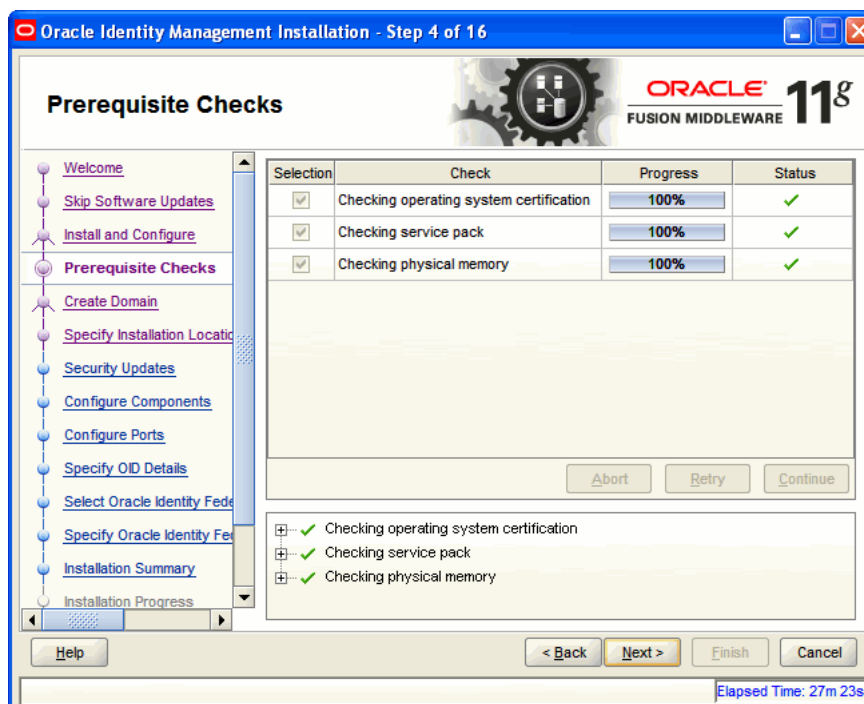 Oracle Identity Management Installation - Step 4 of 16
Prerequisite Checks
ORACLE
FUSION MIDDLEWARE 11g
Welcome
Skip Software Updates
Install and Configure
Prerequisite Checks
Create Domain
Specify Installation Locatio
Security Updates
Configure Components
Configure Ports
Specify OID Details
Select Oracle Identity Fede
Specify Oracle Identity Fe
Installation Summary
Installation Progress
Selection Check Progress Status
Checking operating system certification 100%
Checking service pack 100%
Checking physical memory 100%
Abort Retry Continue
Checking operating system certification
Checking service pack
Checking physical memory
Help < Back Next > Finish Cancel
Elapsed Time: 27m 23s